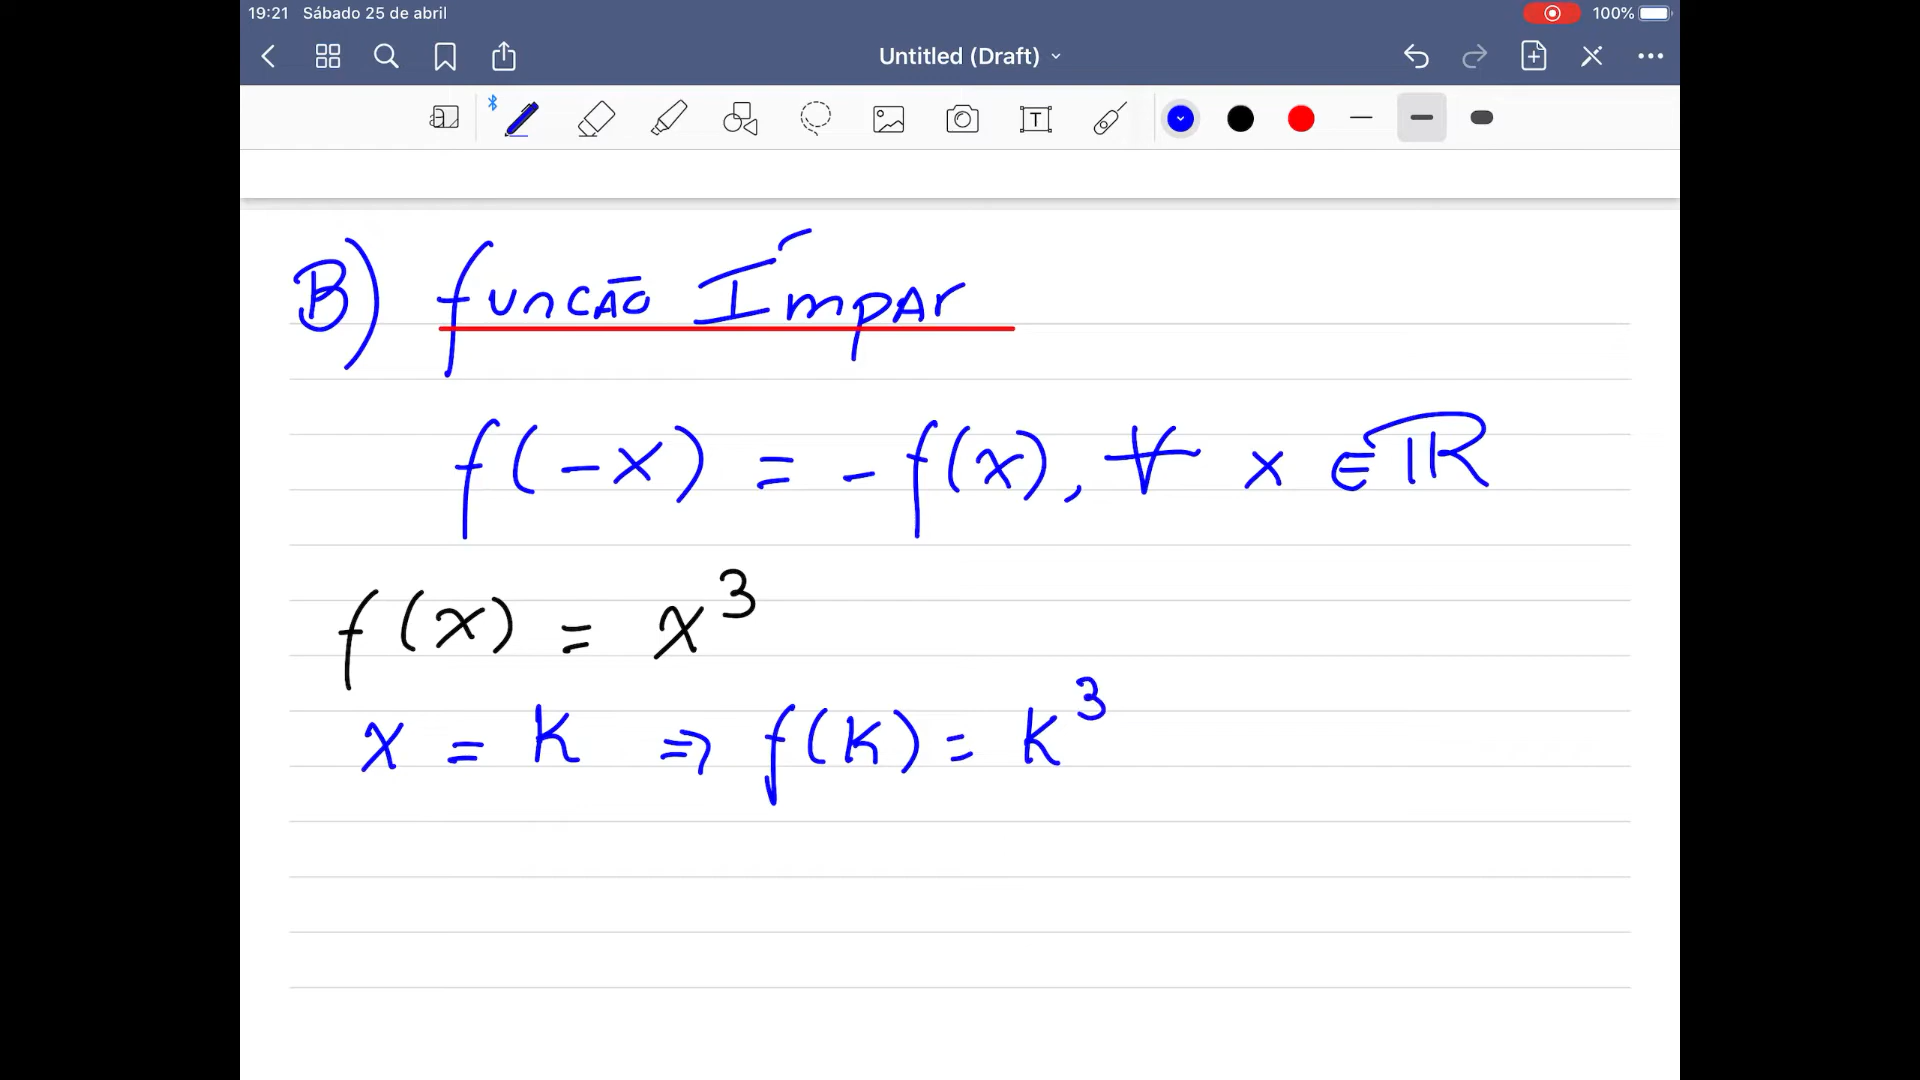 19:21 Sábado 25 de abril 100%
Untitled (Draft)
a T
B) função Ímpar
f(-x) = -f(x), ∀ x ∈ ℝ
f(x) = x³
x = K ⇒ f(K) = K³